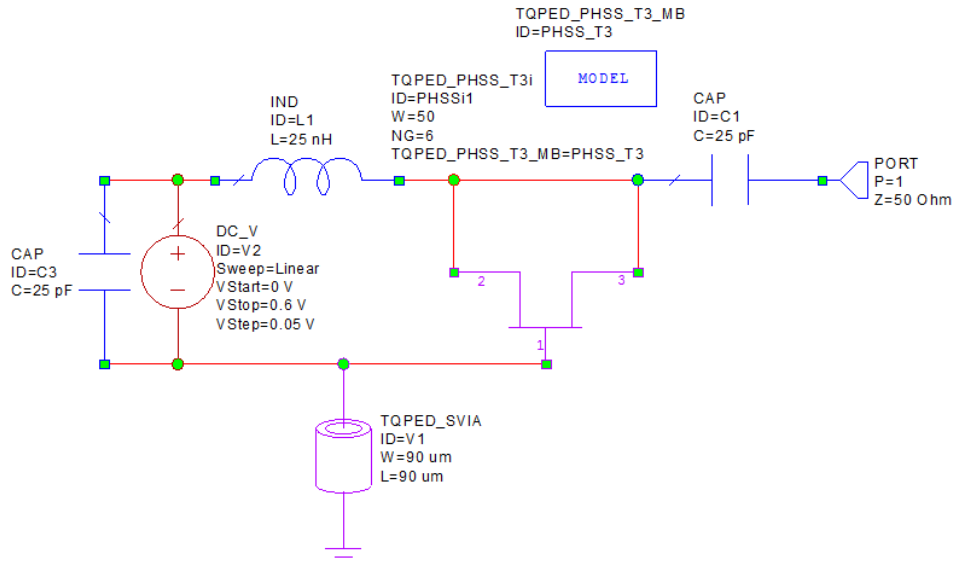 TQPED_PHSS_T3_MB
ID=PHSS_T3
MODEL
TQPED_PHSS_T3i
ID=PHSSi1
W=50
NG=6
TQPED_PHSS_T3_MB=PHSS_T3
IND
ID=L1
L=25 nH
CAP
ID=C1
C=25 pF
PORT
P=1
Z=50 Ohm
CAP
ID=C3
C=25 pF
DC_V
ID=V2
Sweep=Linear
VStart=0 V
VStop=0.6 V
VStep=0.05 V
2
3
1
TQPED_SVIA
ID=V1
W=90 um
L=90 um